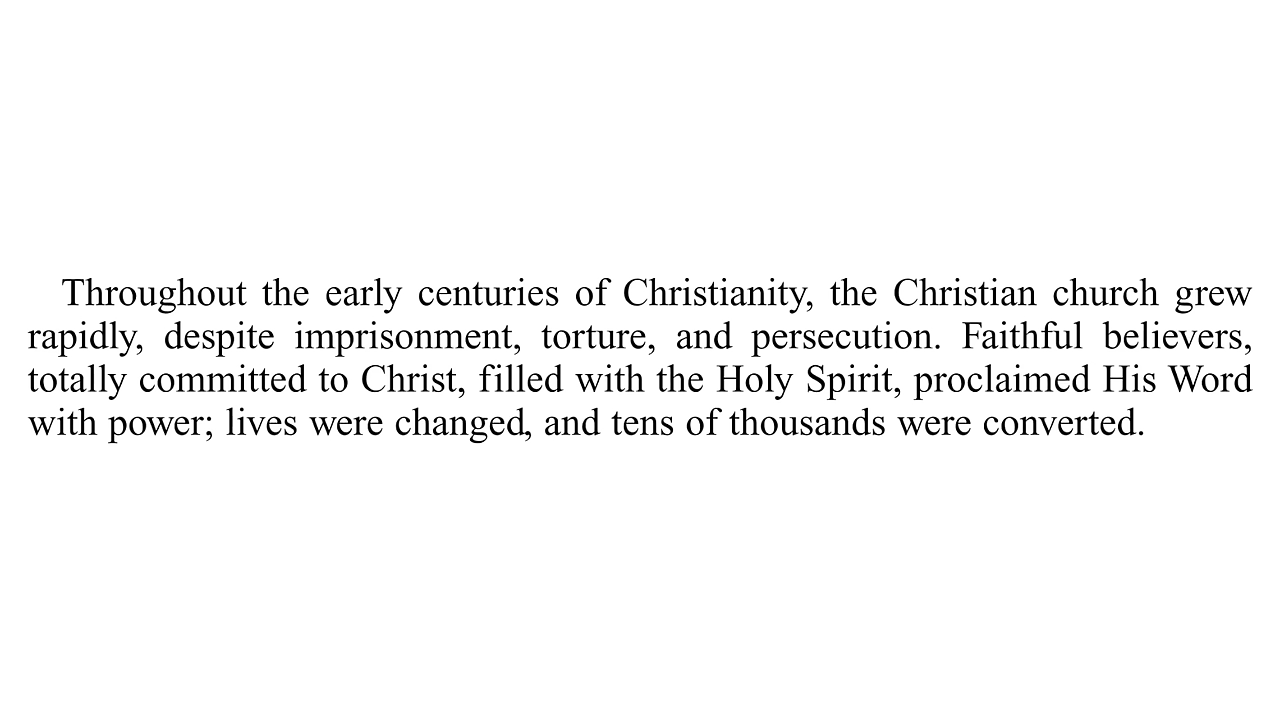 Throughout the early centuries of Christianity, the Christian church grew
rapidly, despite imprisonment, torture, and persecution. Faithful believers,
totally committed to Christ, filled with the Holy Spirit, proclaimed His Word
with power; lives were changed, and tens of thousands were converted.